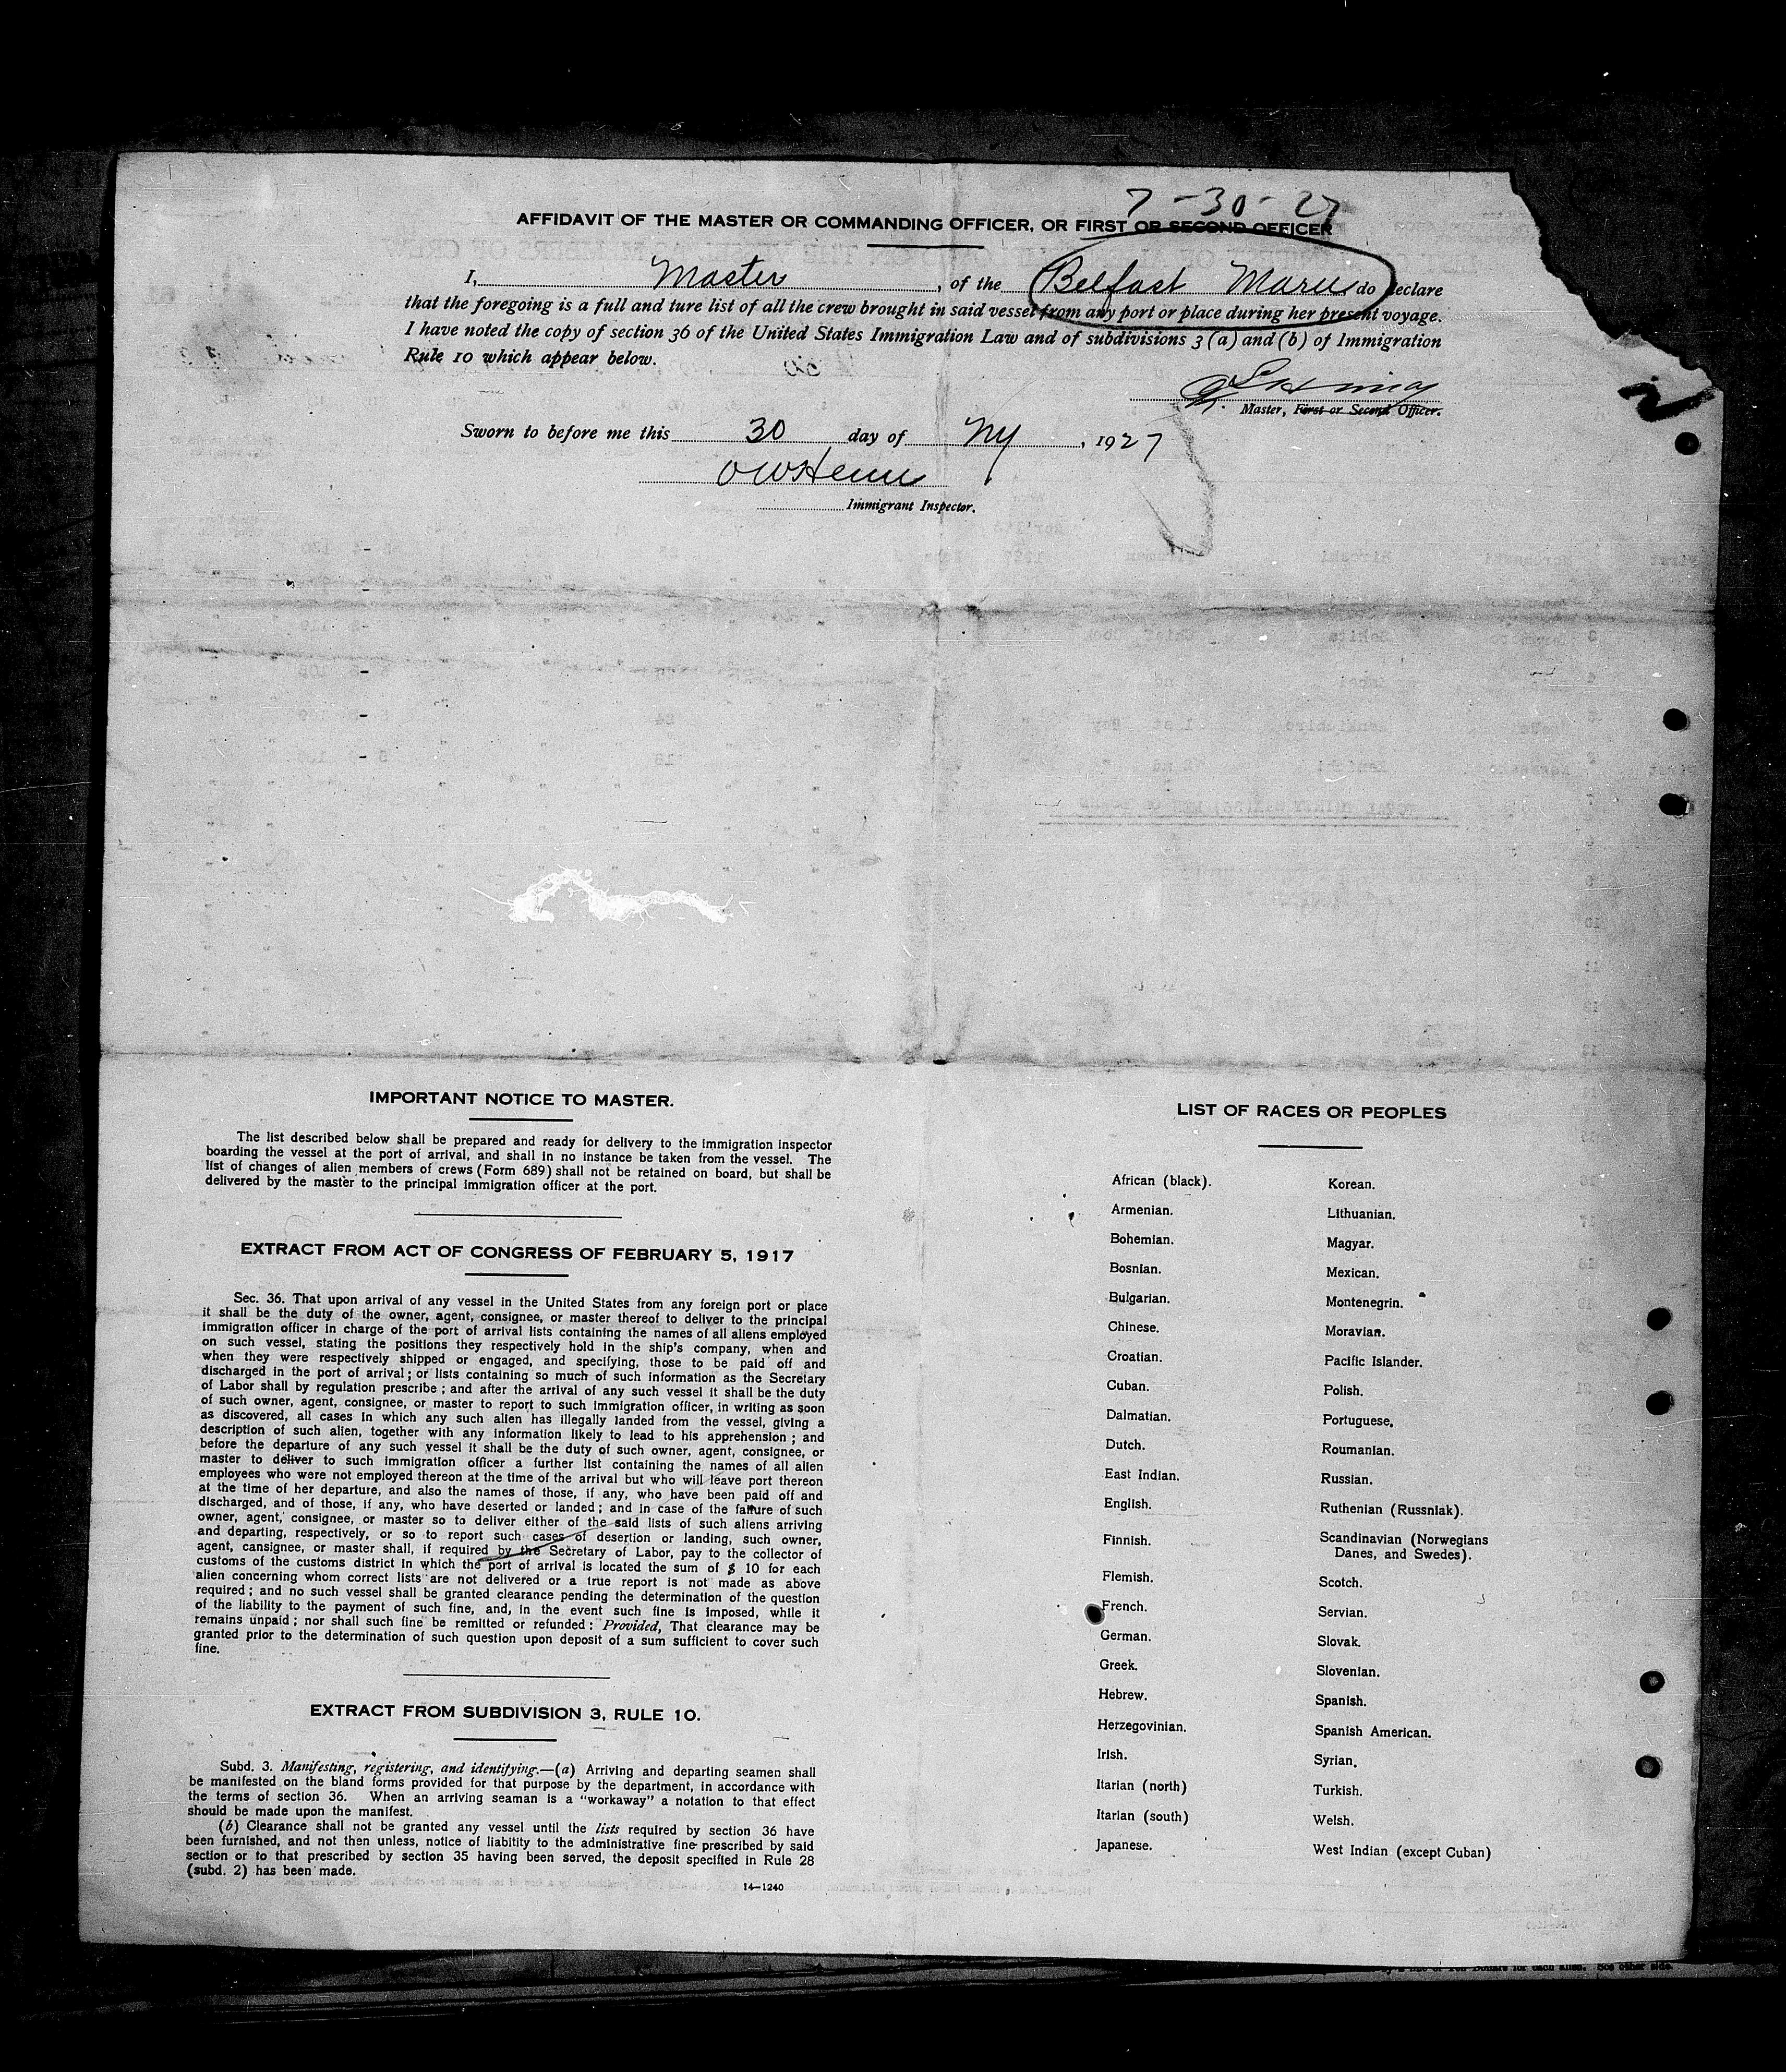 7-30-27
AFFIDAVIT OF THE MASTER OR COMMANDING OFFICER, OR FIRST OR SECOND OFFICER
I, Master, of the Belfast Maru do declare
that the foregoing is a full and ture list of all the crew brought in said vessel from any port or place during her present voyage.
I have noted the copy of section 36 of the United States Immigration Law and of subdivisions 3 (a) and (b) of Immigration
Rule 10 which appear below.
Master, First or Second Officer.
Sworn to before me this 30 day of NY, 1927
Immigrant Inspector.
IMPORTANT NOTICE TO MASTER.
The list described below shall be prepared and ready for delivery to the immigration inspector
boarding the vessel at the port of arrival, and shall in no instance be taken from the vessel. The
list of changes of alien members of crews (Form 689) shall not be retained on board, but shall be
delivered by the master to the principal immigration officer at the port.
EXTRACT FROM ACT OF CONGRESS OF FEBRUARY 5, 1917
Sec. 36. That upon arrival of any vessel in the United States from any foreign port or place
it shall be the duty of the owner, agent, consignee, or master thereof to deliver to the principal
immigration officer in charge of the port of arrival lists containing the names of all aliens employed
on such vessel, stating the positions they respectively hold in the ship's company, when and
when they were respectively shipped or engaged, and specifying, those to be paid off and
discharged in the port of arrival; or lists containing so much of such information as the Secretary
of Labor shall by regulation prescribe; and after the arrival of any such vessel it shall be the duty
of such owner, agent, consignee, or master to report to such immigration officer, in writing as soon
as discovered, all cases in which any such alien has illegally landed from the vessel, giving a
description of such alien, together with any information likely to lead to his apprehension; and
before the departure of any such vessel it shall be the duty of such owner, agent, consignee, or
master to deliver to such immigration officer a further list containing the names of all alien
employees who were not employed thereon at the time of the arrival but who will leave port thereon
at the time of her departure, and also the names of those, if any, who have been paid off and
discharged, and of those, if any, who have deserted or landed; and in case of the failure of such
owner, agent, consignee, or master so to deliver either of the said lists of such aliens arriving
and departing, respectively, or so to report such cases of desertion or landing, such owner,
agent, cansignee, or master shall, if required by the Secretary of Labor, pay to the collector of
customs of the customs district in which the port of arrival is located the sum of $ 10 for each
alien concerning whom correct lists are not delivered or a true report is not made as above
required; and no such vessel shall be granted clearance pending the determination of the question
of the liability to the payment of such fine, and, in the event such fine is imposed, while it
remains unpaid; nor shall such fine be remitted or refunded: Provided, That clearance may be
granted prior to the determination of such question upon deposit of a sum sufficient to cover such
fine.
EXTRACT FROM SUBDIVISION 3, RULE 10.
Subd. 3. Manifesting, registering, and identifying.—(a) Arriving and departing seamen shall
be manifested on the bland forms provided for that purpose by the department, in accordance with
the terms of section 36. When an arriving seaman is a "workaway" a notation to that effect
should be made upon the manifest.
(b) Clearance shall not be granted any vessel until the lists required by section 36 have
been furnished, and not then unless, notice of liabitity to the administrative fine prescribed by said
section or to that prescribed by section 35 having been served, the deposit specified in Rule 28
(subd. 2) has been made.
14—1240
LIST OF RACES OR PEOPLES
African (black).
Armenian.
Bohemian.
Bosnian.
Bulgarian.
Chinese.
Croatian.
Cuban.
Dalmatian.
Dutch.
East Indian.
English.
Finnish.
Flemish.
French.
German.
Greek.
Hebrew.
Herzegovinian.
Irish.
Itarian (north)
Itarian (south)
Japanese.
Korean.
Lithuanian.
Magyar.
Mexican.
Montenegrin.
Moravian.
Pacific Islander.
Polish.
Portuguese.
Roumanian.
Russian.
Ruthenian (Russniak).
Scandinavian (Norwegians
Danes, and Swedes).
Scotch.
Servian.
Slovak.
Slovenian.
Spanish.
Spanish American.
Syrian.
Turkish.
Welsh.
West Indian (except Cuban)